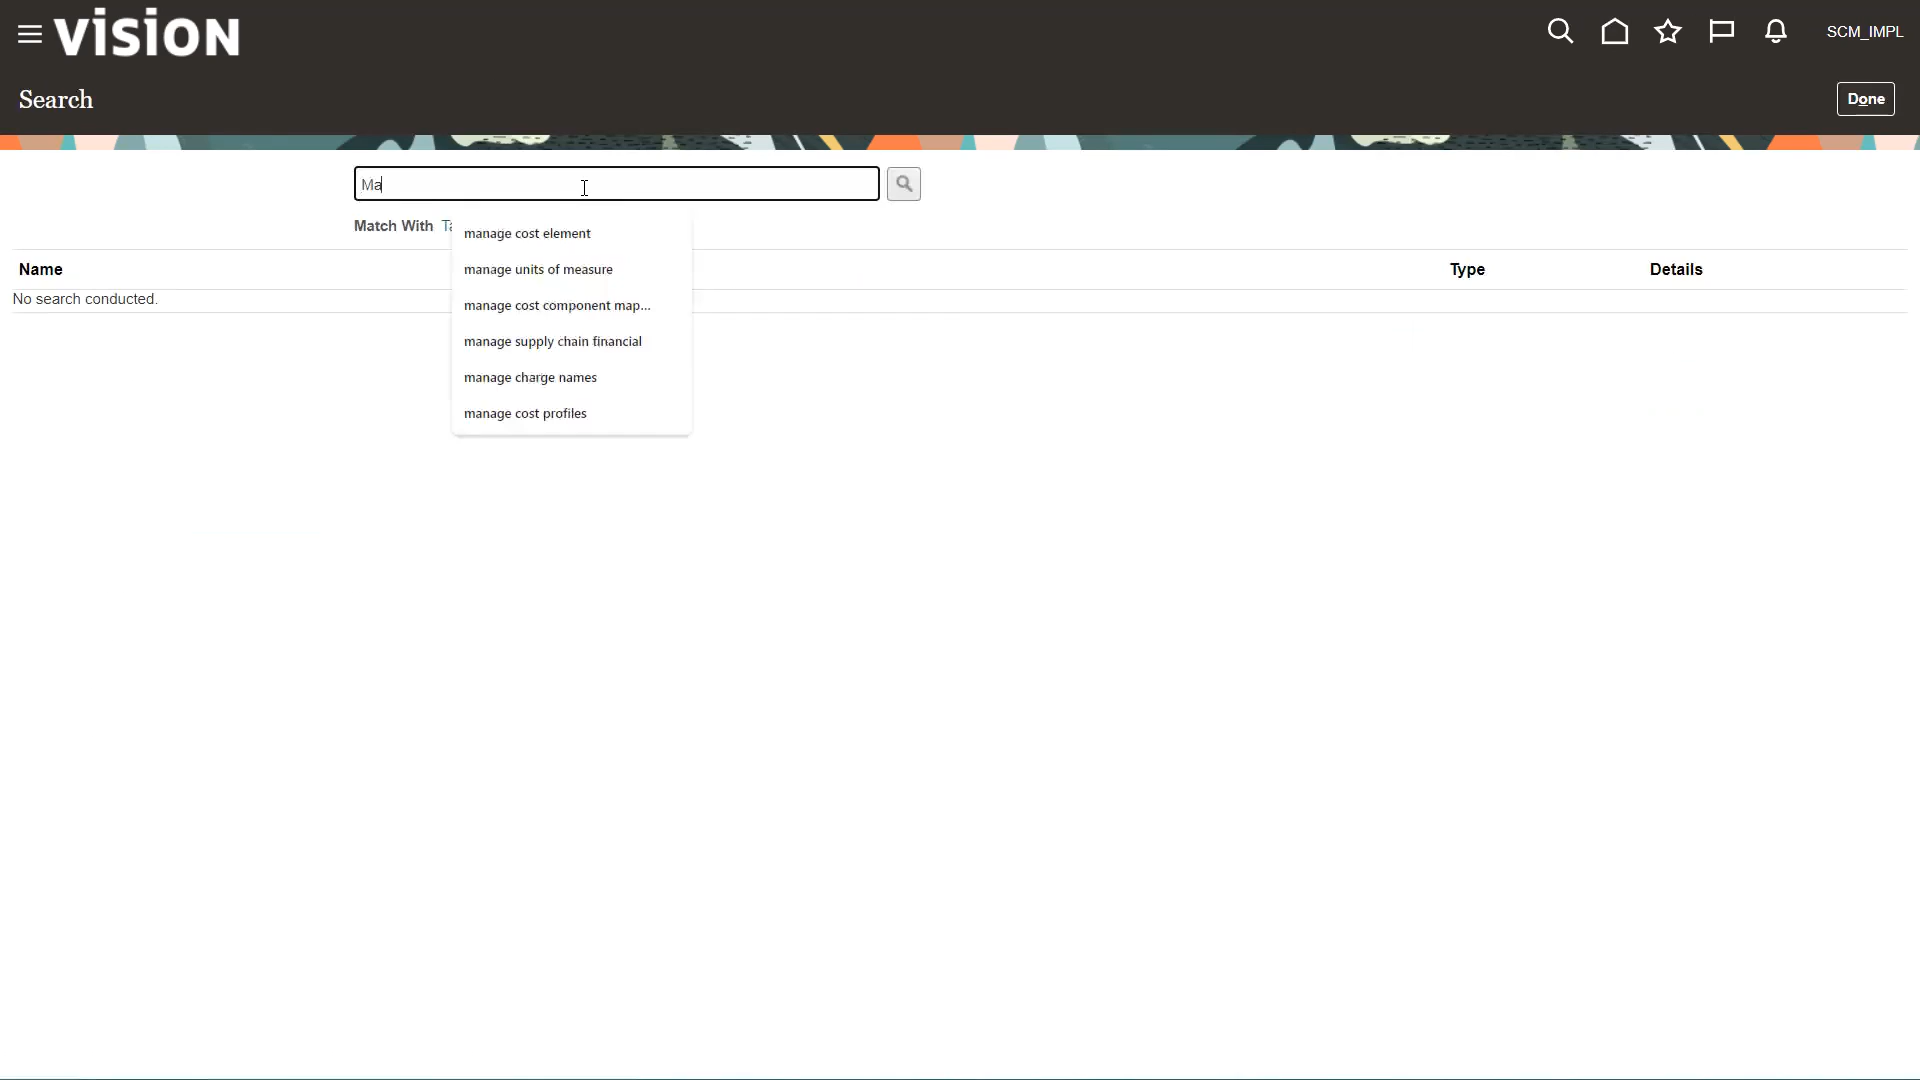 vision
SCM_IMPL
Search
Done
Ma
Match With
manage cost element
Name
Type
Details
manage units of measure
No search conducted.
manage cost component map...
manage supply chain financial
manage charge names
manage cost profiles